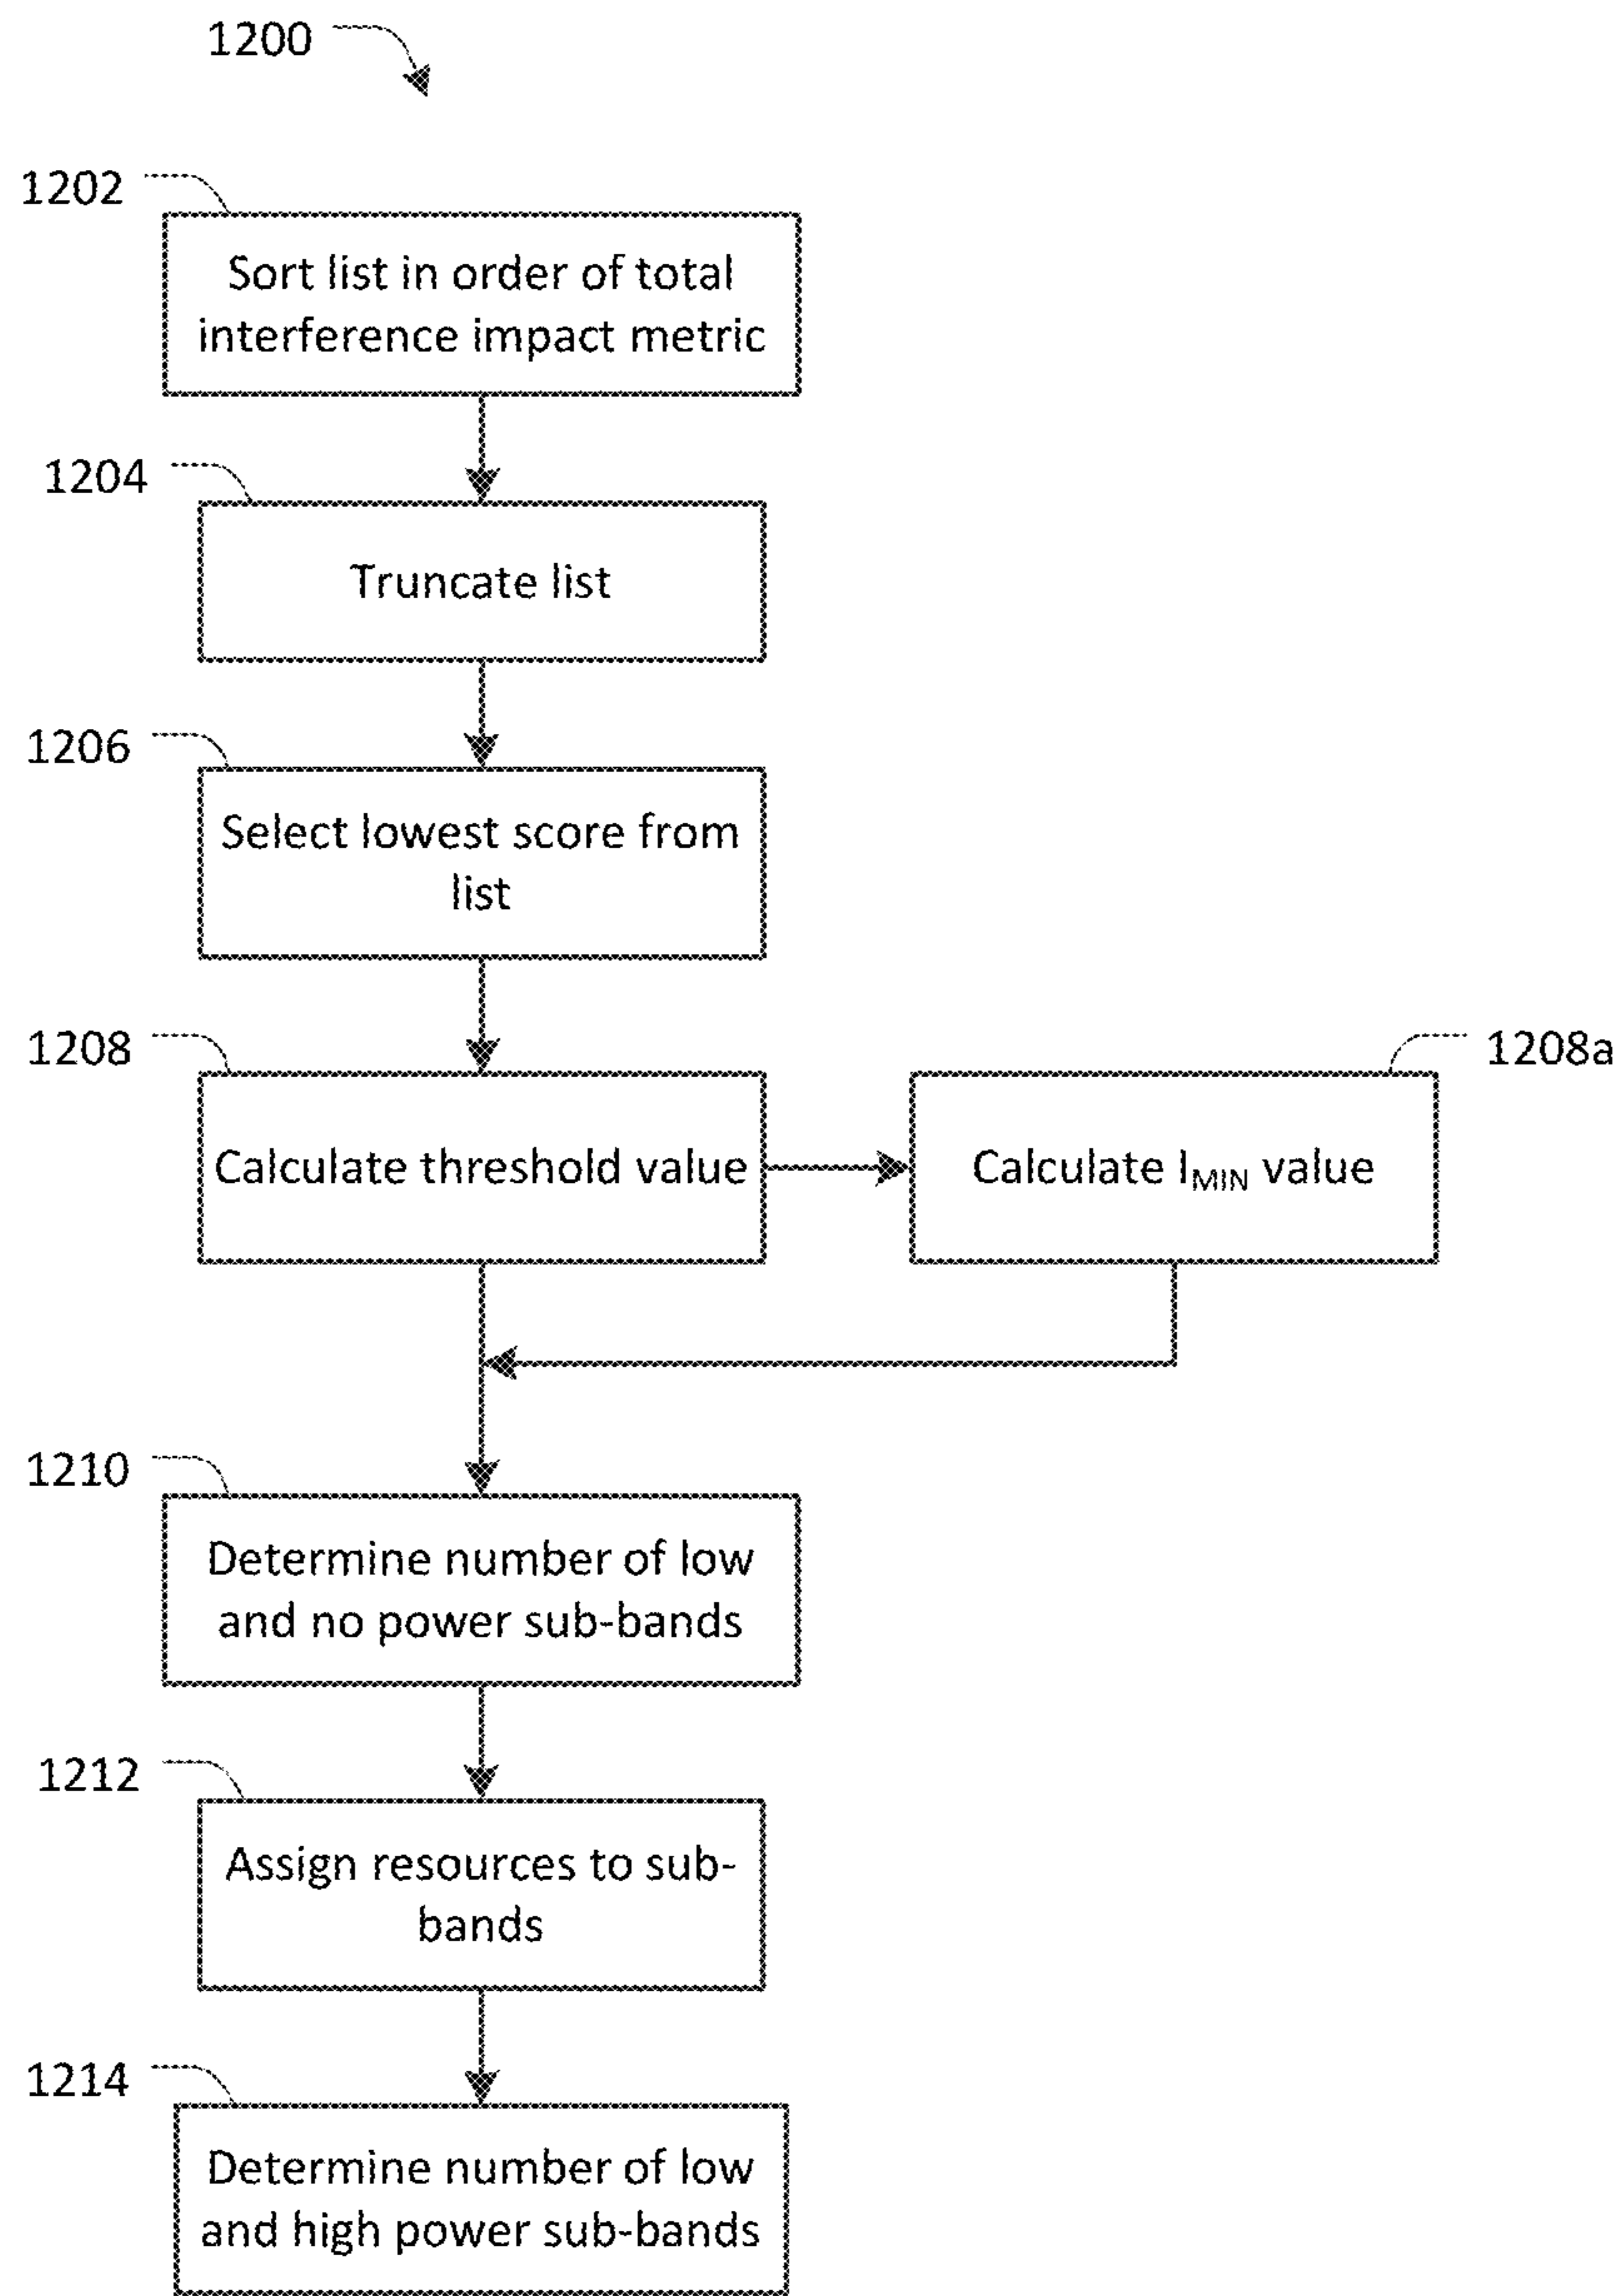 1200
1202
Sort list in order of total
interference impact metric
1204
Truncate list
1206
Select lowest score from
list
1208
Calculate threshold value
1208a
Calculate IMIN value
1210
Determine number of low
and no power sub-bands
1212
Assign resources to sub-
bands
1214
Determine number of low
and high power sub-bands